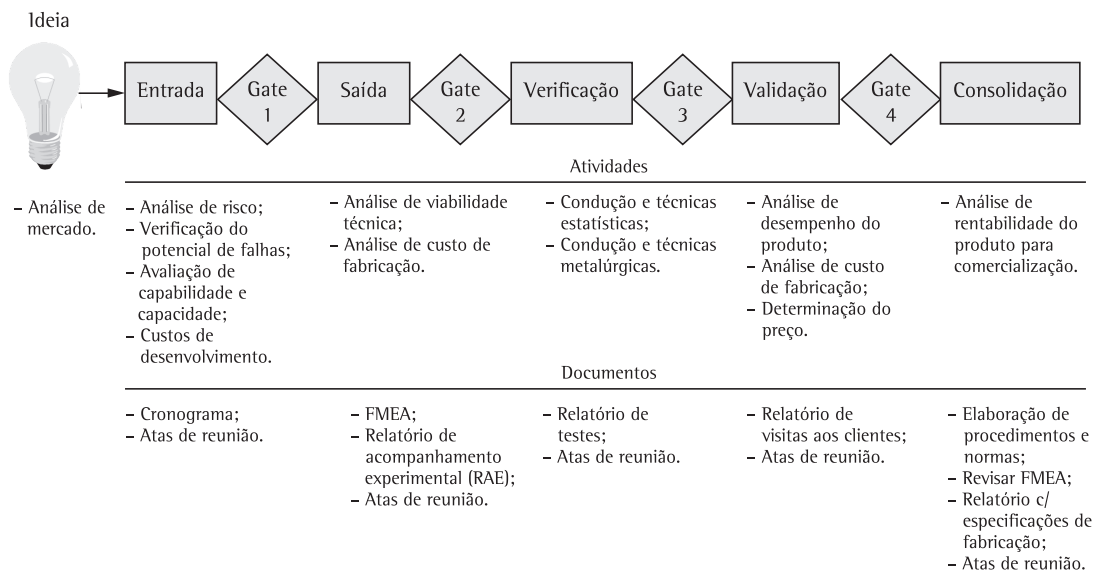 Ideia
Entrada
Gate
1
Saída
Gate
2
Verificação
Gate
3
Validação
Gate
4
Consolidação
Atividades
– Análise de
mercado.
– Análise de risco;
– Verificação do
potencial de falhas;
– Avaliação de
capabilidade e
capacidade;
– Custos de
desenvolvimento.
– Análise de viabilidade
técnica;
– Análise de custo de
fabricação.
– Condução e técnicas
estatísticas;
– Condução e técnicas
metalúrgicas.
– Análise de
desempenho do
produto;
– Análise de custo
de fabricação;
– Determinação do
preço.
– Análise de
rentabilidade do
produto para
comercialização.
Documentos
– Cronograma;
– Atas de reunião.
– FMEA;
– Relatório de
acompanhamento
experimental (RAE);
– Atas de reunião.
– Relatório de
testes;
– Atas de reunião.
– Relatório de
visitas aos clientes;
– Atas de reunião.
– Elaboração de
procedimentos e
normas;
– Revisar FMEA;
– Relatório c/
especificações de
fabricação;
– Atas de reunião.